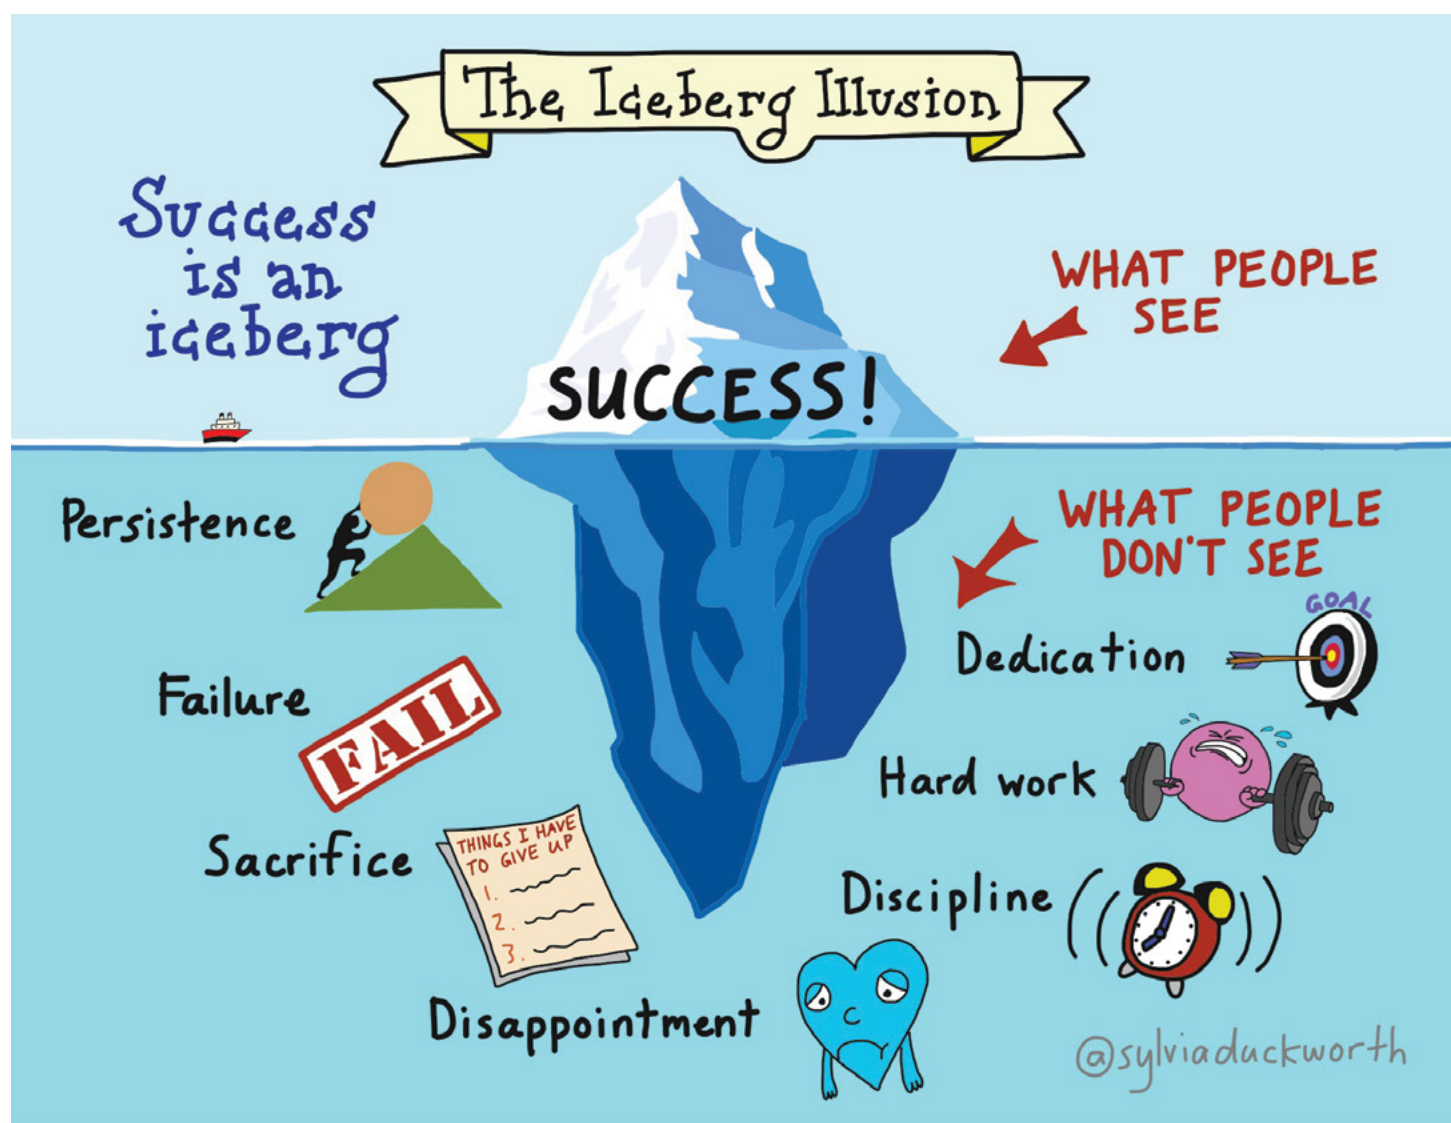 The Iceberg Illusion
Success
is an
iceberg
WHAT PEOPLE
SEE
SUCCESS!
Persistence
WHAT PEOPLE
DON'T SEE
GOAL
Dedication
Failure
FAIL
Hard work
Sacrifice
THINGS I HAVE
TO GIVE UP
1.
2.
3.
Discipline
Disappointment
@sylviaduckworth